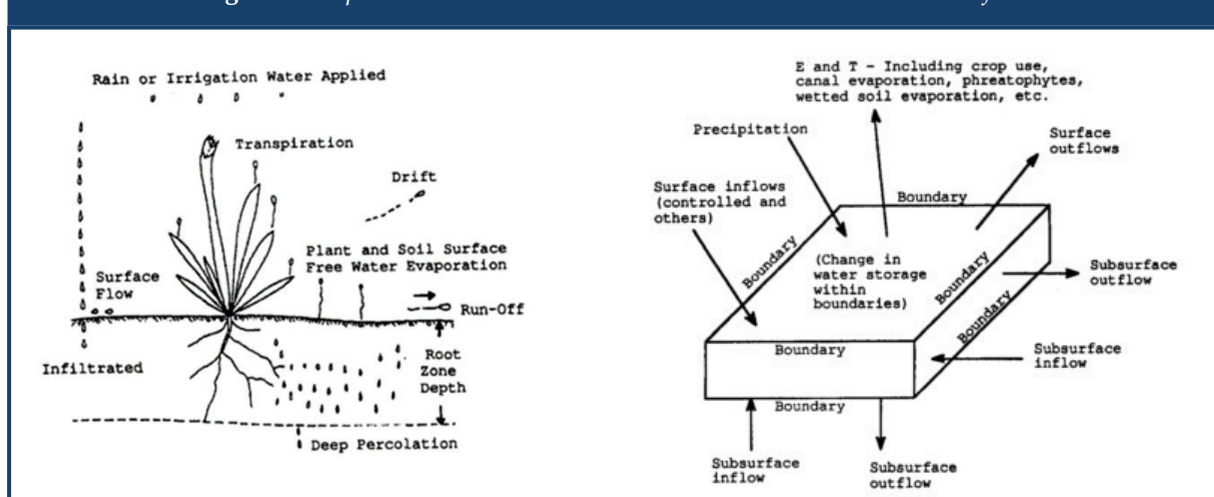 Rain or Irrigation Water Applied
Transpiration
Drift
Plant and Soil Surface
Free Water Evaporation
Surface
Flow
Run-Off
Infiltrated
Root
Zone
Depth
Deep Percolation
E and T - Including crop use,
canal evaporation, phreatophytes,
wetted soil evaporation, etc.
Precipitation
Surface
outflows
Surface inflows
(controlled and
others)
Boundary
Boundary
(Change in
water storage
within
boundaries)
Boundary
Subsurface
outflow
Boundary
Boundary
Subsurface
inflow
Boundary
Subsurface
inflow
Subsurface
outflow